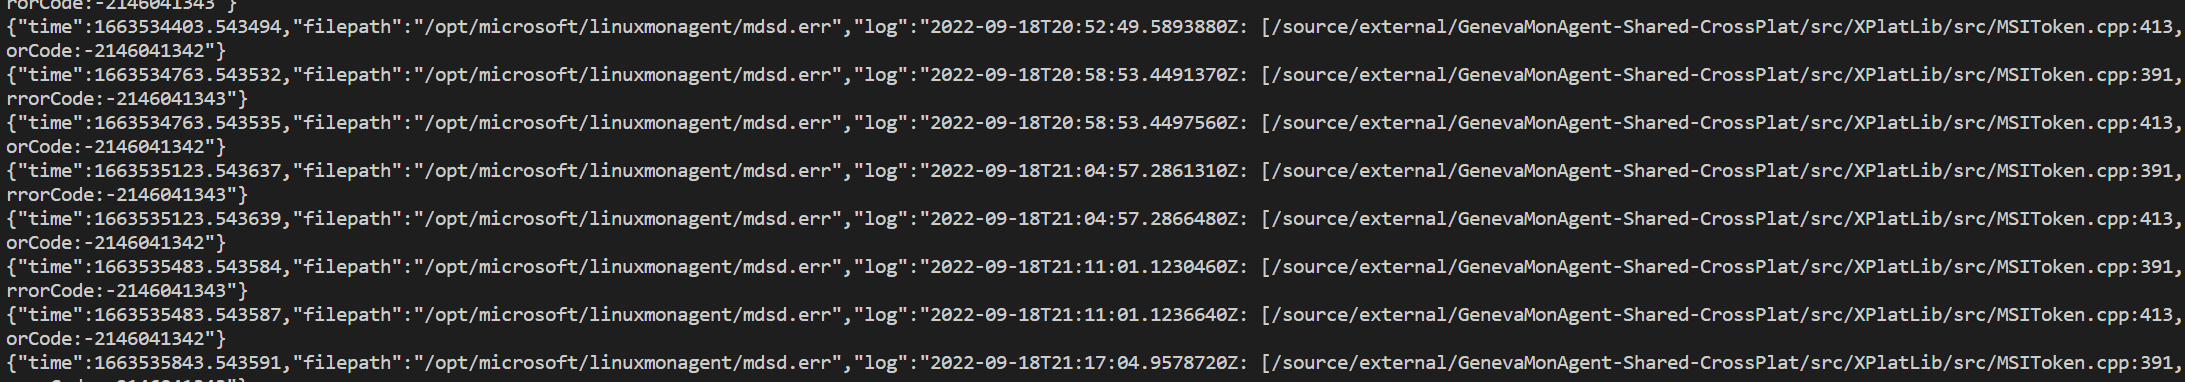 rorCode:-2146041343"}
{"time":1663534403.543494,"filepath":"/opt/microsoft/linuxmonagent/mdsd.err","log":"2022-09-18T20:52:49.5893880Z: [/source/external/GenevaMonAgent-Shared-CrossPlat/src/XPlatLib/src/MSIToken.cpp:413,
orCode:-2146041342"}
{"time":1663534763.543532,"filepath":"/opt/microsoft/linuxmonagent/mdsd.err","log":"2022-09-18T20:58:53.4491370Z: [/source/external/GenevaMonAgent-Shared-CrossPlat/src/XPlatLib/src/MSIToken.cpp:391,
rrorCode:-2146041343"}
{"time":1663534763.543535,"filepath":"/opt/microsoft/linuxmonagent/mdsd.err","log":"2022-09-18T20:58:53.4497560Z: [/source/external/GenevaMonAgent-Shared-CrossPlat/src/XPlatLib/src/MSIToken.cpp:413,
orCode:-2146041342"}
{"time":1663535123.543637,"filepath":"/opt/microsoft/linuxmonagent/mdsd.err","log":"2022-09-18T21:04:57.2861310Z: [/source/external/GenevaMonAgent-Shared-CrossPlat/src/XPlatLib/src/MSIToken.cpp:391,
rrorCode:-2146041343"}
{"time":1663535123.543639,"filepath":"/opt/microsoft/linuxmonagent/mdsd.err","log":"2022-09-18T21:04:57.2866480Z: [/source/external/GenevaMonAgent-Shared-CrossPlat/src/XPlatLib/src/MSIToken.cpp:413,
orCode:-2146041342"}
{"time":1663535483.543584,"filepath":"/opt/microsoft/linuxmonagent/mdsd.err","log":"2022-09-18T21:11:01.1230460Z: [/source/external/GenevaMonAgent-Shared-CrossPlat/src/XPlatLib/src/MSIToken.cpp:391,
rrorCode:-2146041343"}
{"time":1663535483.543587,"filepath":"/opt/microsoft/linuxmonagent/mdsd.err","log":"2022-09-18T21:11:01.1236640Z: [/source/external/GenevaMonAgent-Shared-CrossPlat/src/XPlatLib/src/MSIToken.cpp:413,
orCode:-2146041342"}
{"time":1663535843.543591,"filepath":"/opt/microsoft/linuxmonagent/mdsd.err","log":"2022-09-18T21:17:04.9578720Z: [/source/external/GenevaMonAgent-Shared-CrossPlat/src/XPlatLib/src/MSIToken.cpp:391,